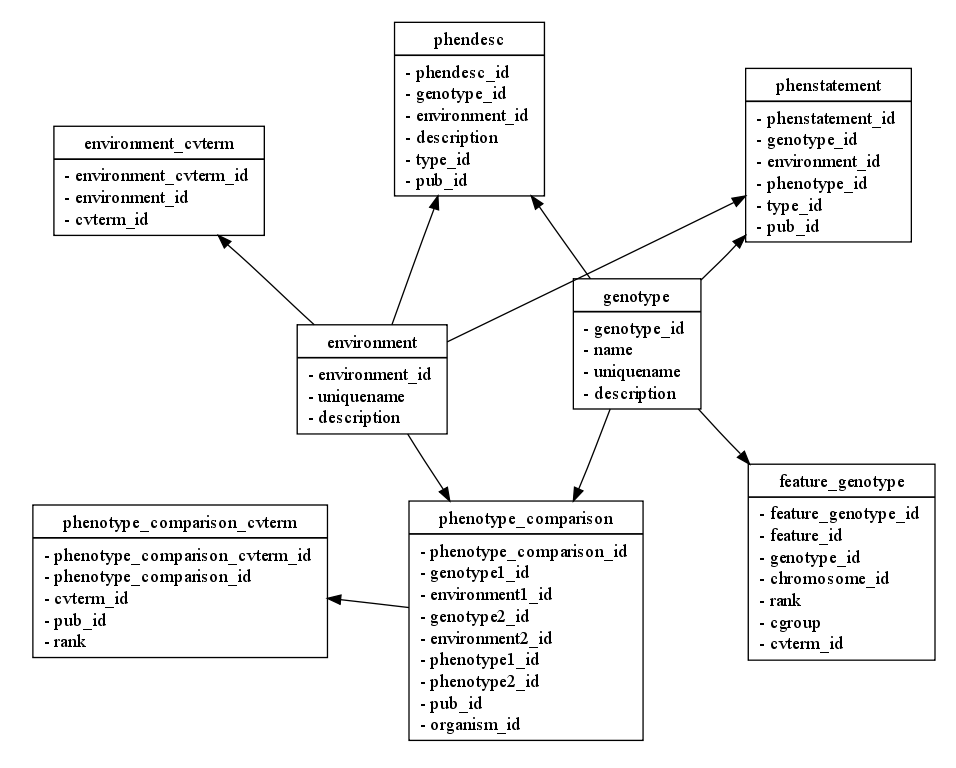 phendesc
- phendesc_id
- genotype_id
- environment_id
- description
- type_id
- pub_id
phenstatement
- phenstatement_id
- genotype_id
- environment_id
- phenotype_id
- type_id
- pub_id
environment_cvterm
- environment_cvterm_id
- environment_id
- cvterm_id
genotype
- genotype_id
- name
- uniquename
- description
environment
- environment_id
- uniquename
- description
feature_genotype
- feature_genotype_id
- feature_id
- genotype_id
- chromosome_id
- rank
- cgroup
- cvterm_id
phenotype_comparison_cvterm
- phenotype_comparison_cvterm_id
- phenotype_comparison_id
- cvterm_id
- pub_id
- rank
phenotype_comparison
- phenotype_comparison_id
- genotype1_id
- environment1_id
- genotype2_id
- environment2_id
- phenotype1_id
- phenotype2_id
- pub_id
- organism_id